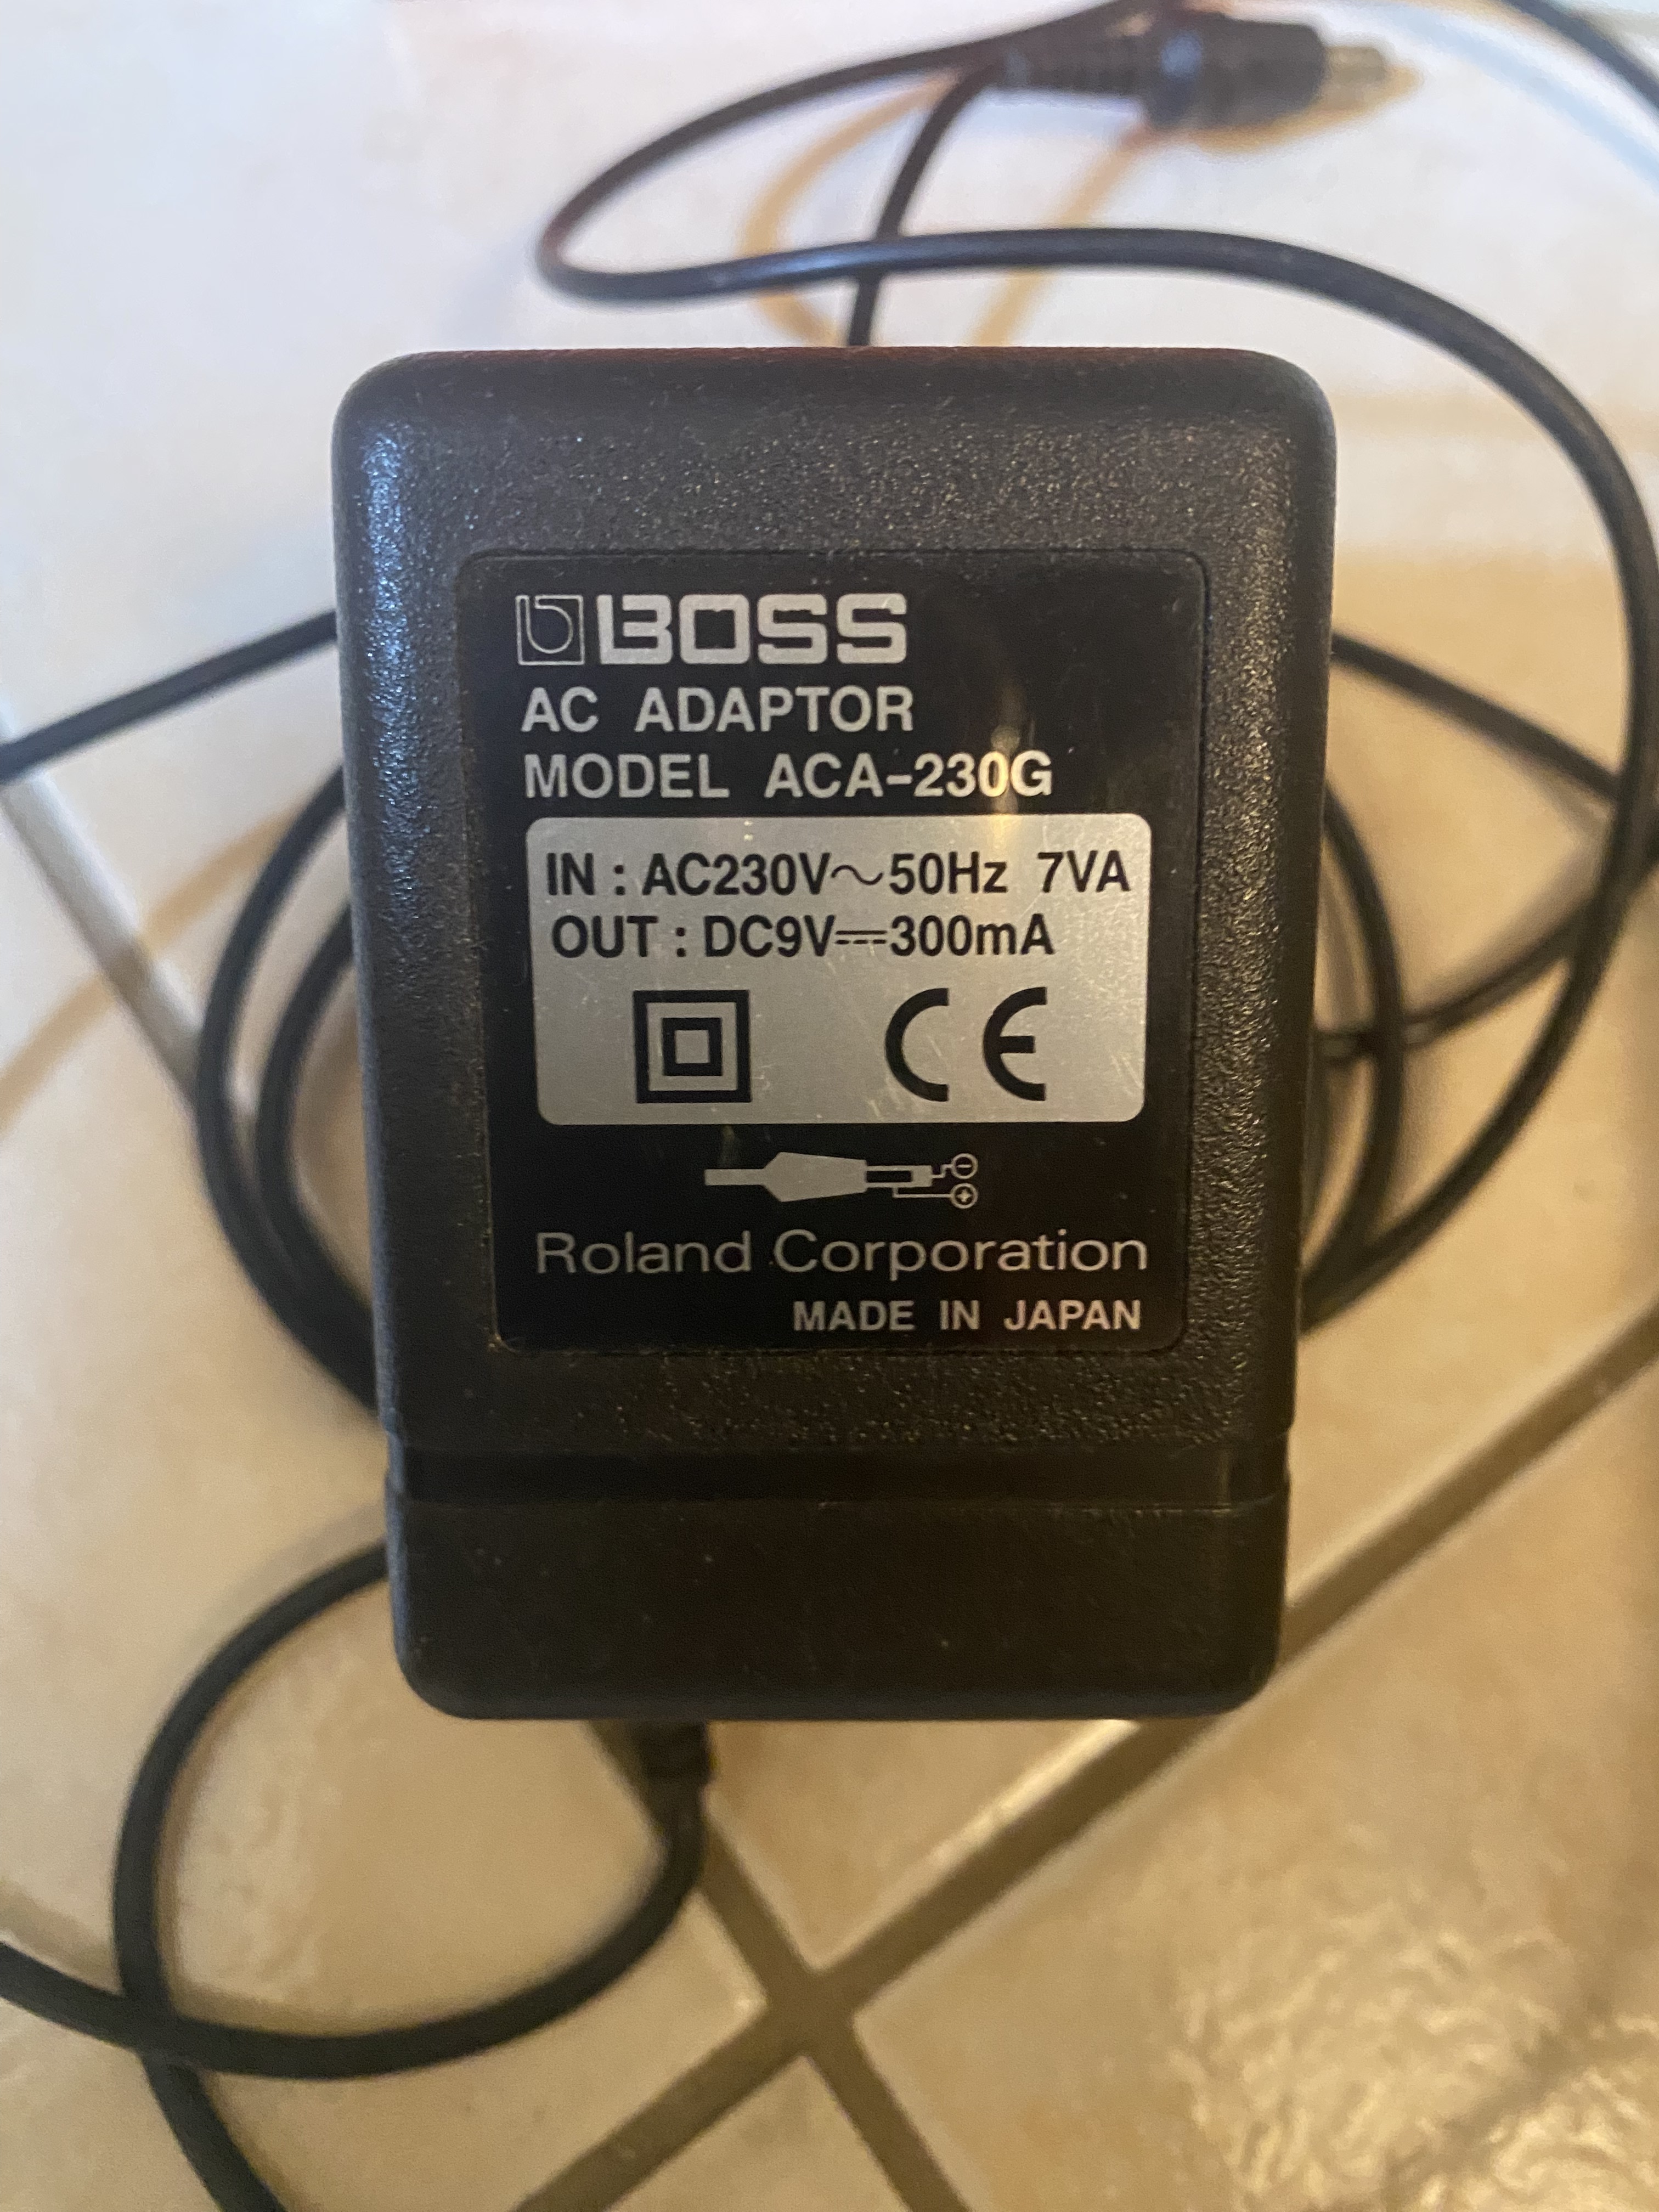 BOSS
AC ADAPTOR
MODEL ACA-230G
IN : AC230V～50Hz 7VA
OUT : DC9V⎓300mA
CE
Roland Corporation
MADE IN JAPAN